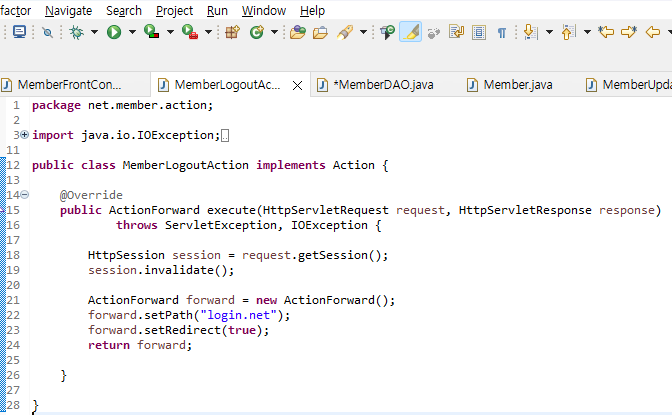 factor Navigate Search Project Run Window Help
MemberFrontCon... MemberLogoutAc... *MemberDAO.java Member.java MemberUpda
1 package net.member.action;
2
3 import java.io.IOException;
11
12 public class MemberLogoutAction implements Action {
13
14 @Override
15 public ActionForward execute(HttpServletRequest request, HttpServletResponse response)
16 throws ServletException, IOException {
17
18 HttpSession session = request.getSession();
19 session.invalidate();
20
21 ActionForward forward = new ActionForward();
22 forward.setPath("login.net");
23 forward.setRedirect(true);
24 return forward;
25
26 }
27
28 }